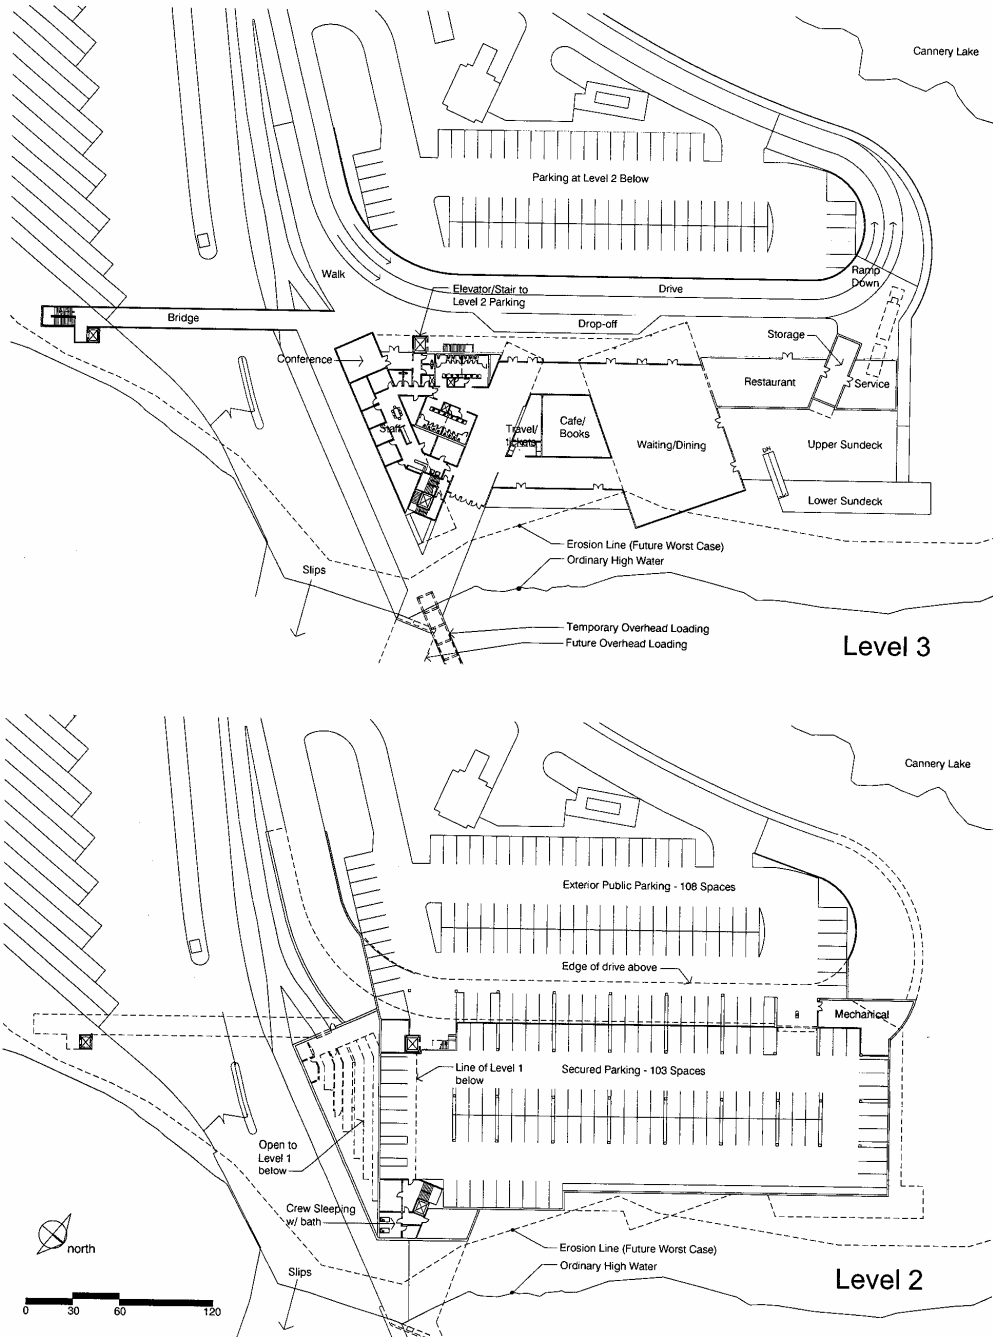 Cannery Lake
Parking at Level 2 Below
Walk
Elevator/Stair to
Level 2 Parking
Drive
Ramp
Down
Bridge
Drop-off
Storage
Conference
Restaurant
Service
Staff
Travel/
tickets
Cafe/
Books
Waiting/Dining
Upper Sundeck
DN
Lower Sundeck
Erosion Line (Future Worst Case)
Ordinary High Water
Slips
Temporary Overhead Loading
Future Overhead Loading
Level 3
Cannery Lake
Exterior Public Parking - 108 Spaces
Edge of drive above
Mechanical
Line of Level 1
below
Secured Parking - 103 Spaces
Open to
Level 1
below
Crew Sleeping
w/ bath
north
Erosion Line (Future Worst Case)
Ordinary High Water
Slips
Level 2
0 30 60 120